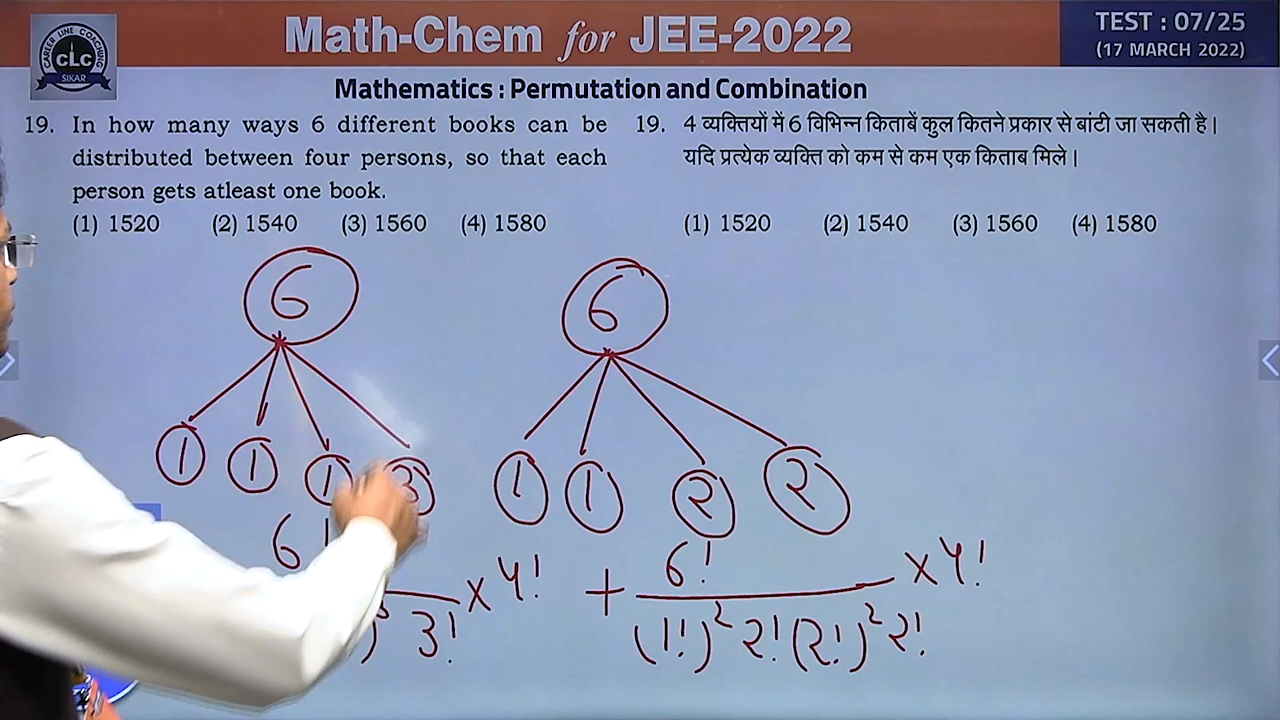 Math-Chem for JEE-2022
TEST : 07/25
(17 MARCH 2022)
CAREER LINE COACHING
CLC
SIKAR
Mathematics : Permutation and Combination
19. In how many ways 6 different books can be
distributed between four persons, so that each
person gets atleast one book.
(1) 1520 (2) 1540 (3) 1560 (4) 1580
19. 4 व्यक्तियों में 6 विभिन्न किताबें कुल कितने प्रकार से बांटी जा सकती है।
यदि प्रत्येक व्यक्ति को कम से कम एक किताब मिले।
(1) 1520 (2) 1540 (3) 1560 (4) 1580
6
1 1 1 3
6
1 1 2 2
6!
3! × 4!
+ 6! × 4!
(1!)² 2! (2!)² 2!